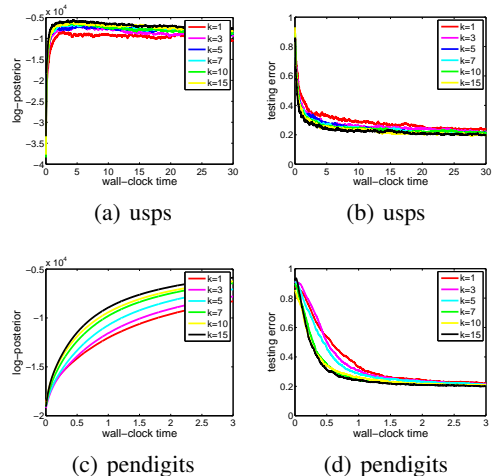 x 10⁴
−0.5
−1
−1.5
−2
−2.5
−3
−3.5
−4
log−posterior
k=1
k=3
k=5
k=7
k=10
k=15
0 5 10 15 20 25 30
wall−clock time
(a) usps
1
0.8
0.6
0.4
0.2
0
testing error
k=1
k=3
k=5
k=7
k=10
k=15
0 5 10 15 20 25 30
wall−clock time
(b) usps
x 10⁴
−0.5
−1
−1.5
−2
log−posterior
k=1
k=3
k=5
k=7
k=10
k=15
0 0.5 1 1.5 2 2.5 3
wall−clock time
(c) pendigits
1
0.8
0.6
0.4
0.2
0
testing error
k=1
k=3
k=5
k=7
k=10
k=15
0 0.5 1 1.5 2 2.5 3
wall−clock time
(d) pendigits